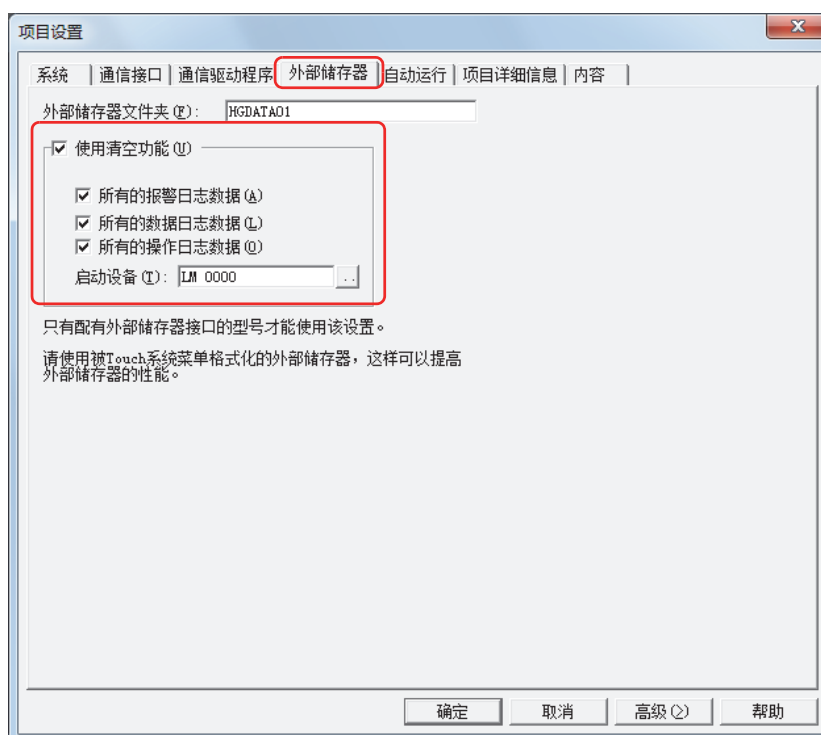 项目设置
系统 通信接口 通信驱动程序 外部储存器 自动运行 项目详细信息 内容
外部储存器文件夹(F): HGDATA01
使用清空功能(U)
所有的报警日志数据(A)
所有的数据日志数据(L)
所有的操作日志数据(O)
启动设备(T): LM 0000 ..
只有配有外部储存器接口的型号才能使用该设置。
请使用被Touch系统菜单格式化的外部储存器，这样可以提高
外部储存器的性能。
确定 取消 高级(>) 帮助